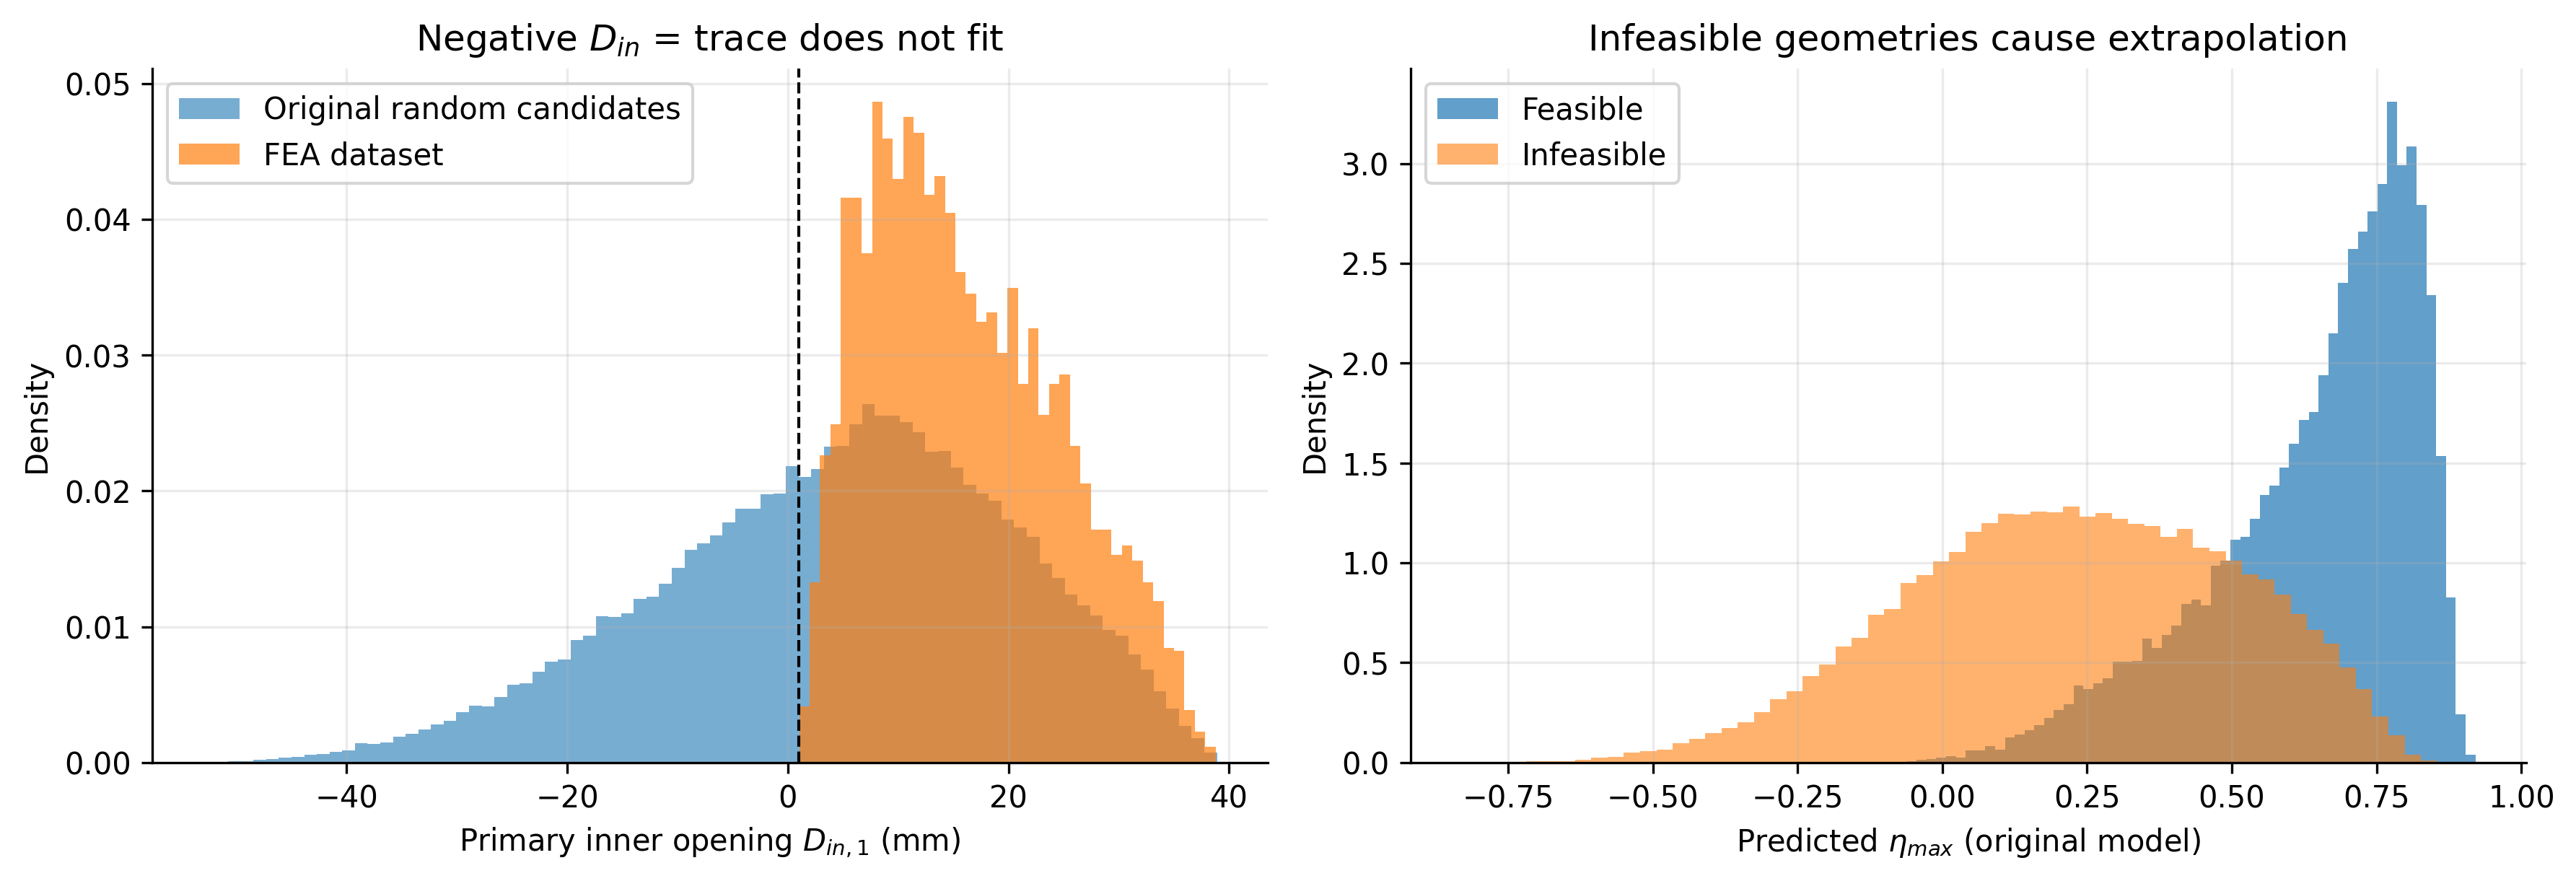 Negative D_in = trace does not fit
Original random candidates
FEA dataset
0.05
0.04
0.03
0.02
0.01
0.00
Density
−40
−20
0
20
40
Primary inner opening D_in,1 (mm)
Infeasible geometries cause extrapolation
Feasible
Infeasible
3.0
2.5
2.0
1.5
1.0
0.5
0.0
Density
−0.75
−0.50
−0.25
0.00
0.25
0.50
0.75
1.00
Predicted η_max (original model)